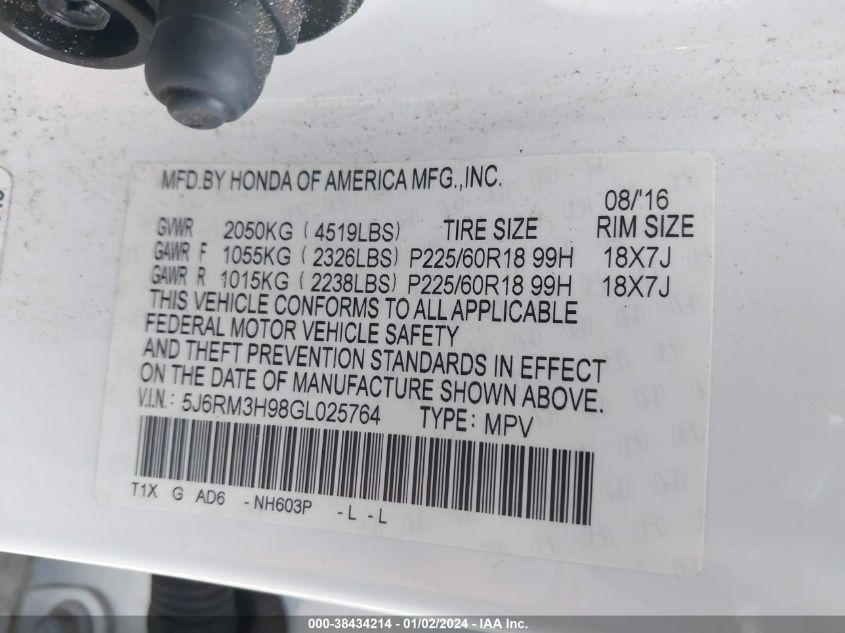 MFD.BY HONDA OF AMERICA MFG.,INC.
08/'16
GVWR 2050KG ( 4519LBS) TIRE SIZE RIM SIZE
GAWR F 1055KG ( 2326LBS) P225/60R18 99H 18X7J
GAWR R 1015KG ( 2238LBS) P225/60R18 99H 18X7J
THIS VEHICLE CONFORMS TO ALL APPLICABLE
FEDERAL MOTOR VEHICLE SAFETY
AND THEFT PREVENTION STANDARDS IN EFFECT
ON THE DATE OF MANUFACTURE SHOWN ABOVE.
V.I.N.: 5J6RM3H98GL025764 TYPE: MPV
T1X G AD6 -NH603P -L -L
000-38434214 - 01/02/2024 - IAA Inc.